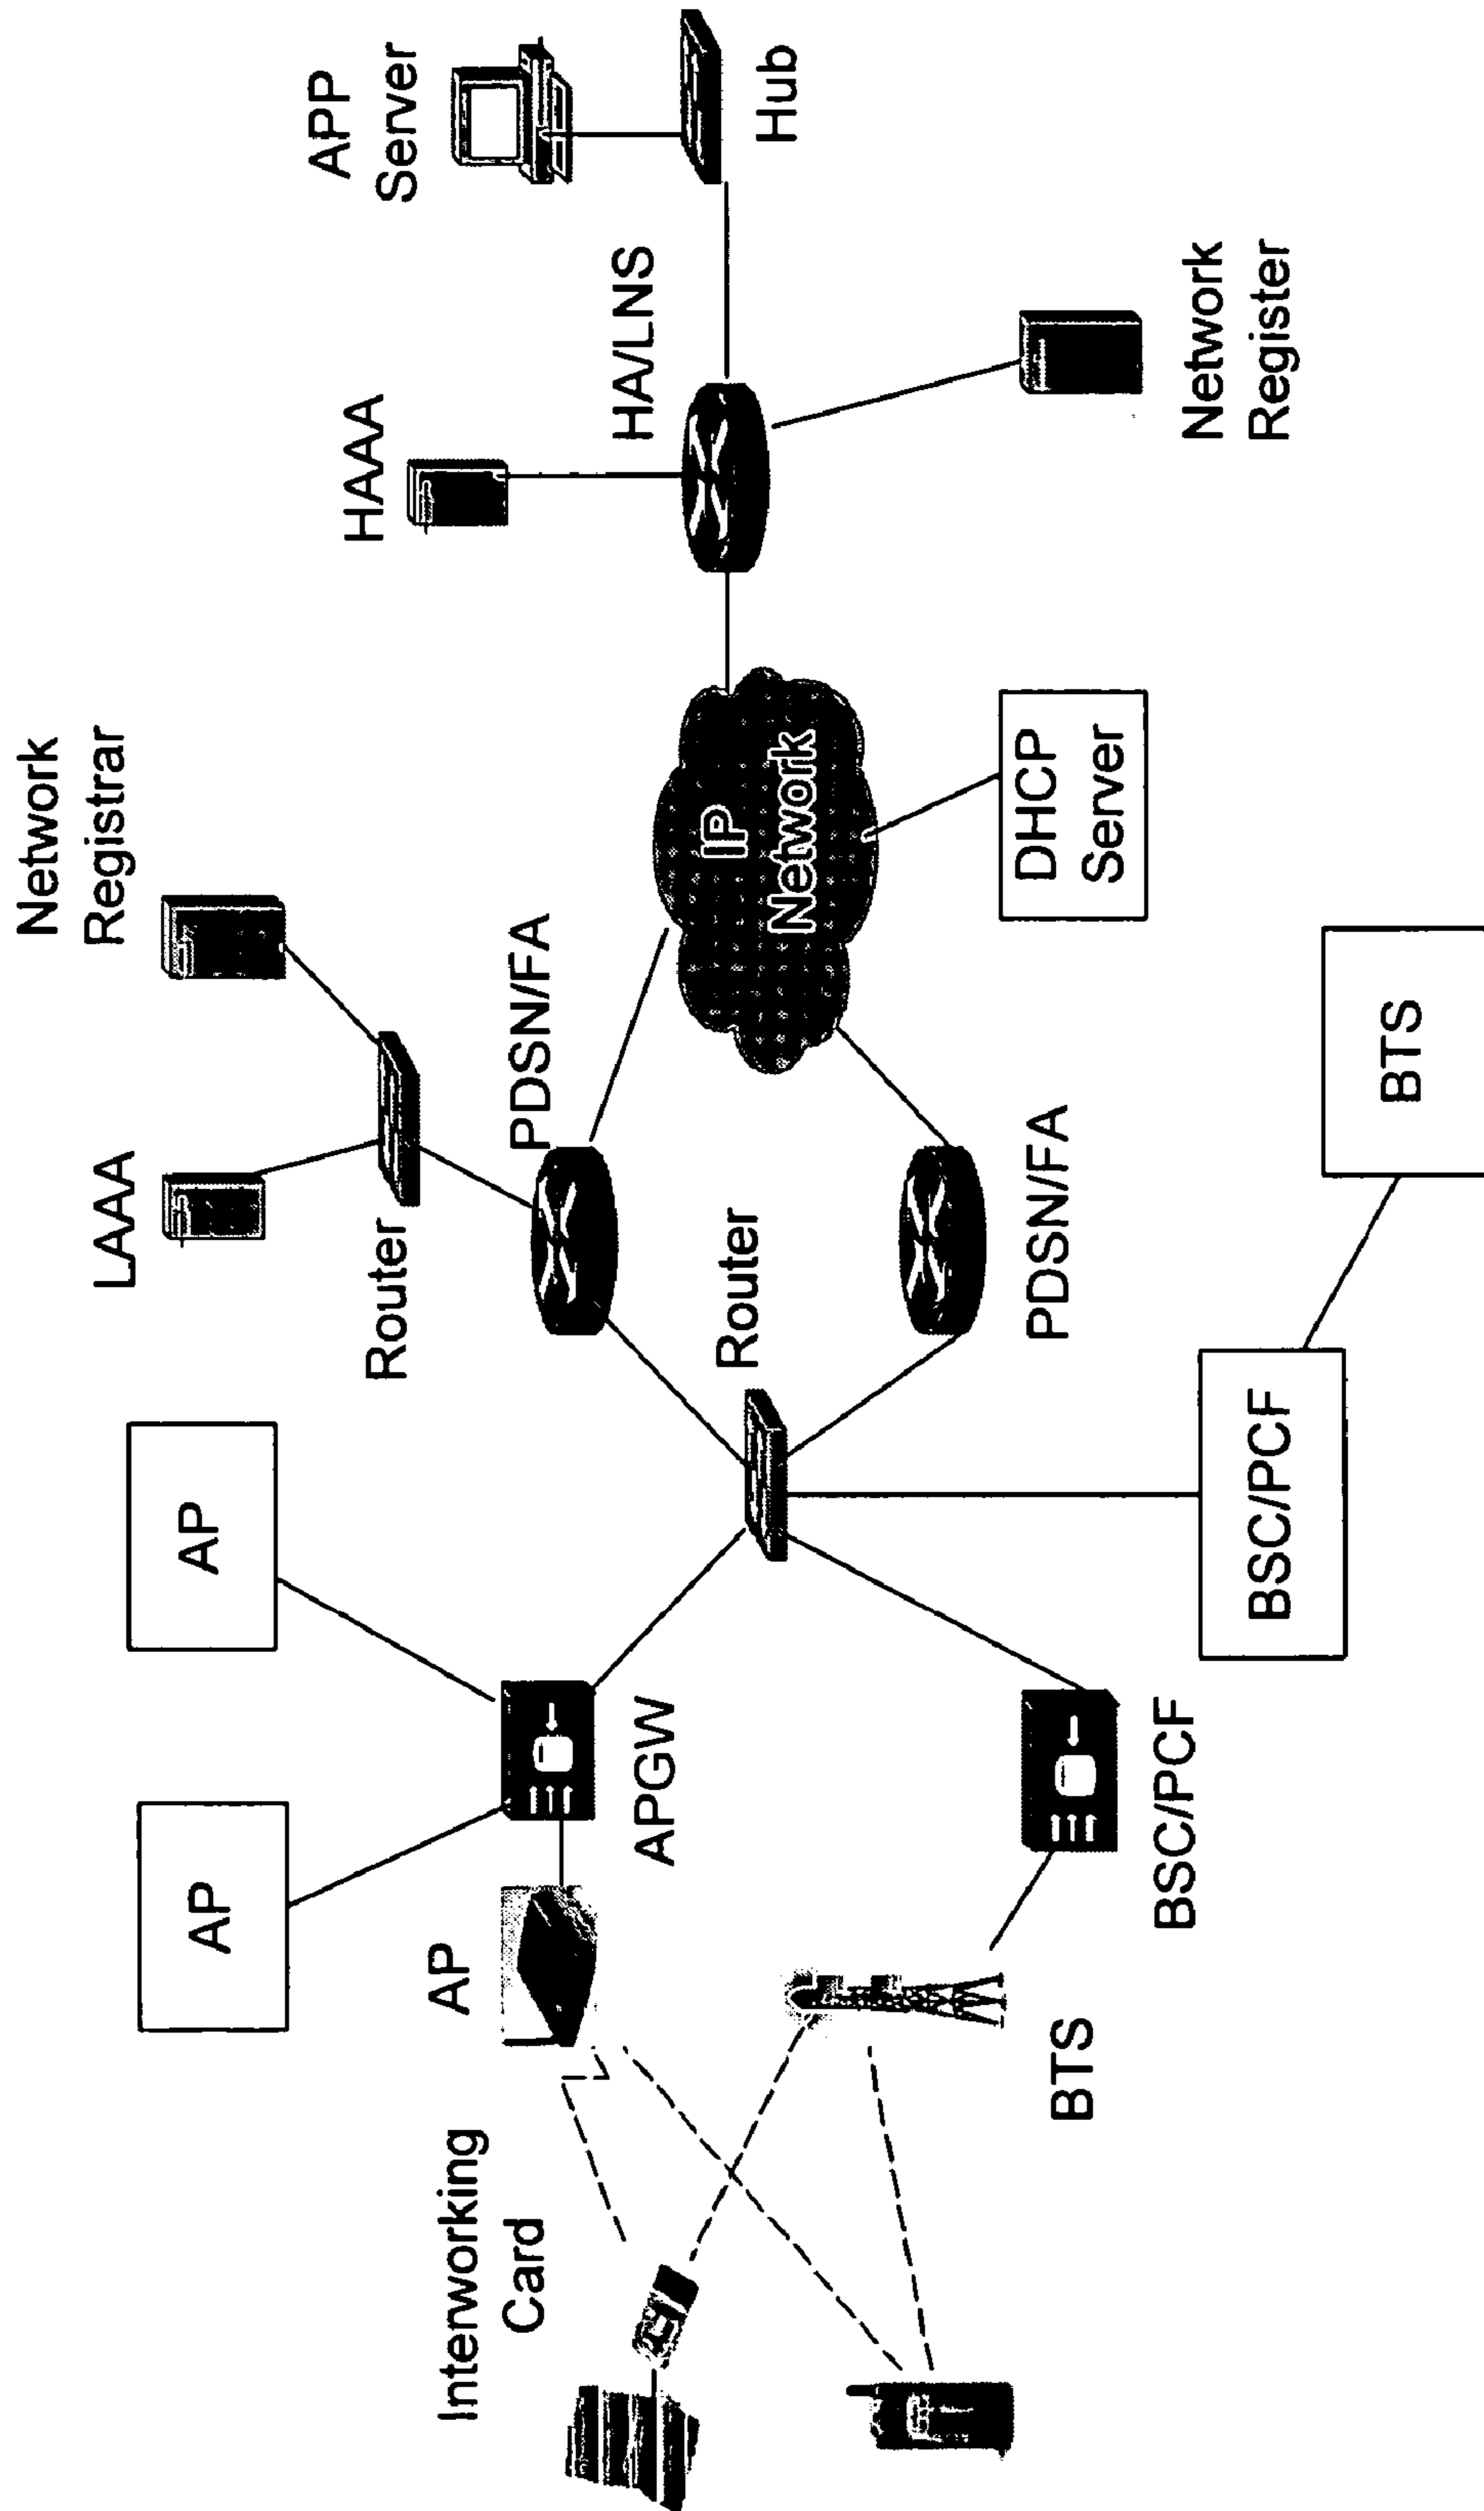 Interworking
Card
AP
AP
AP
APGW
BTS
BSC/PCF
BSC/PCF
BTS
Router
LAAA
Router
Network
Registrar
PDSN/FA
PDSN/FA
IP
Network
DHCP
Server
HAAA
HA/LNS
Network
Register
APP
Server
Hub